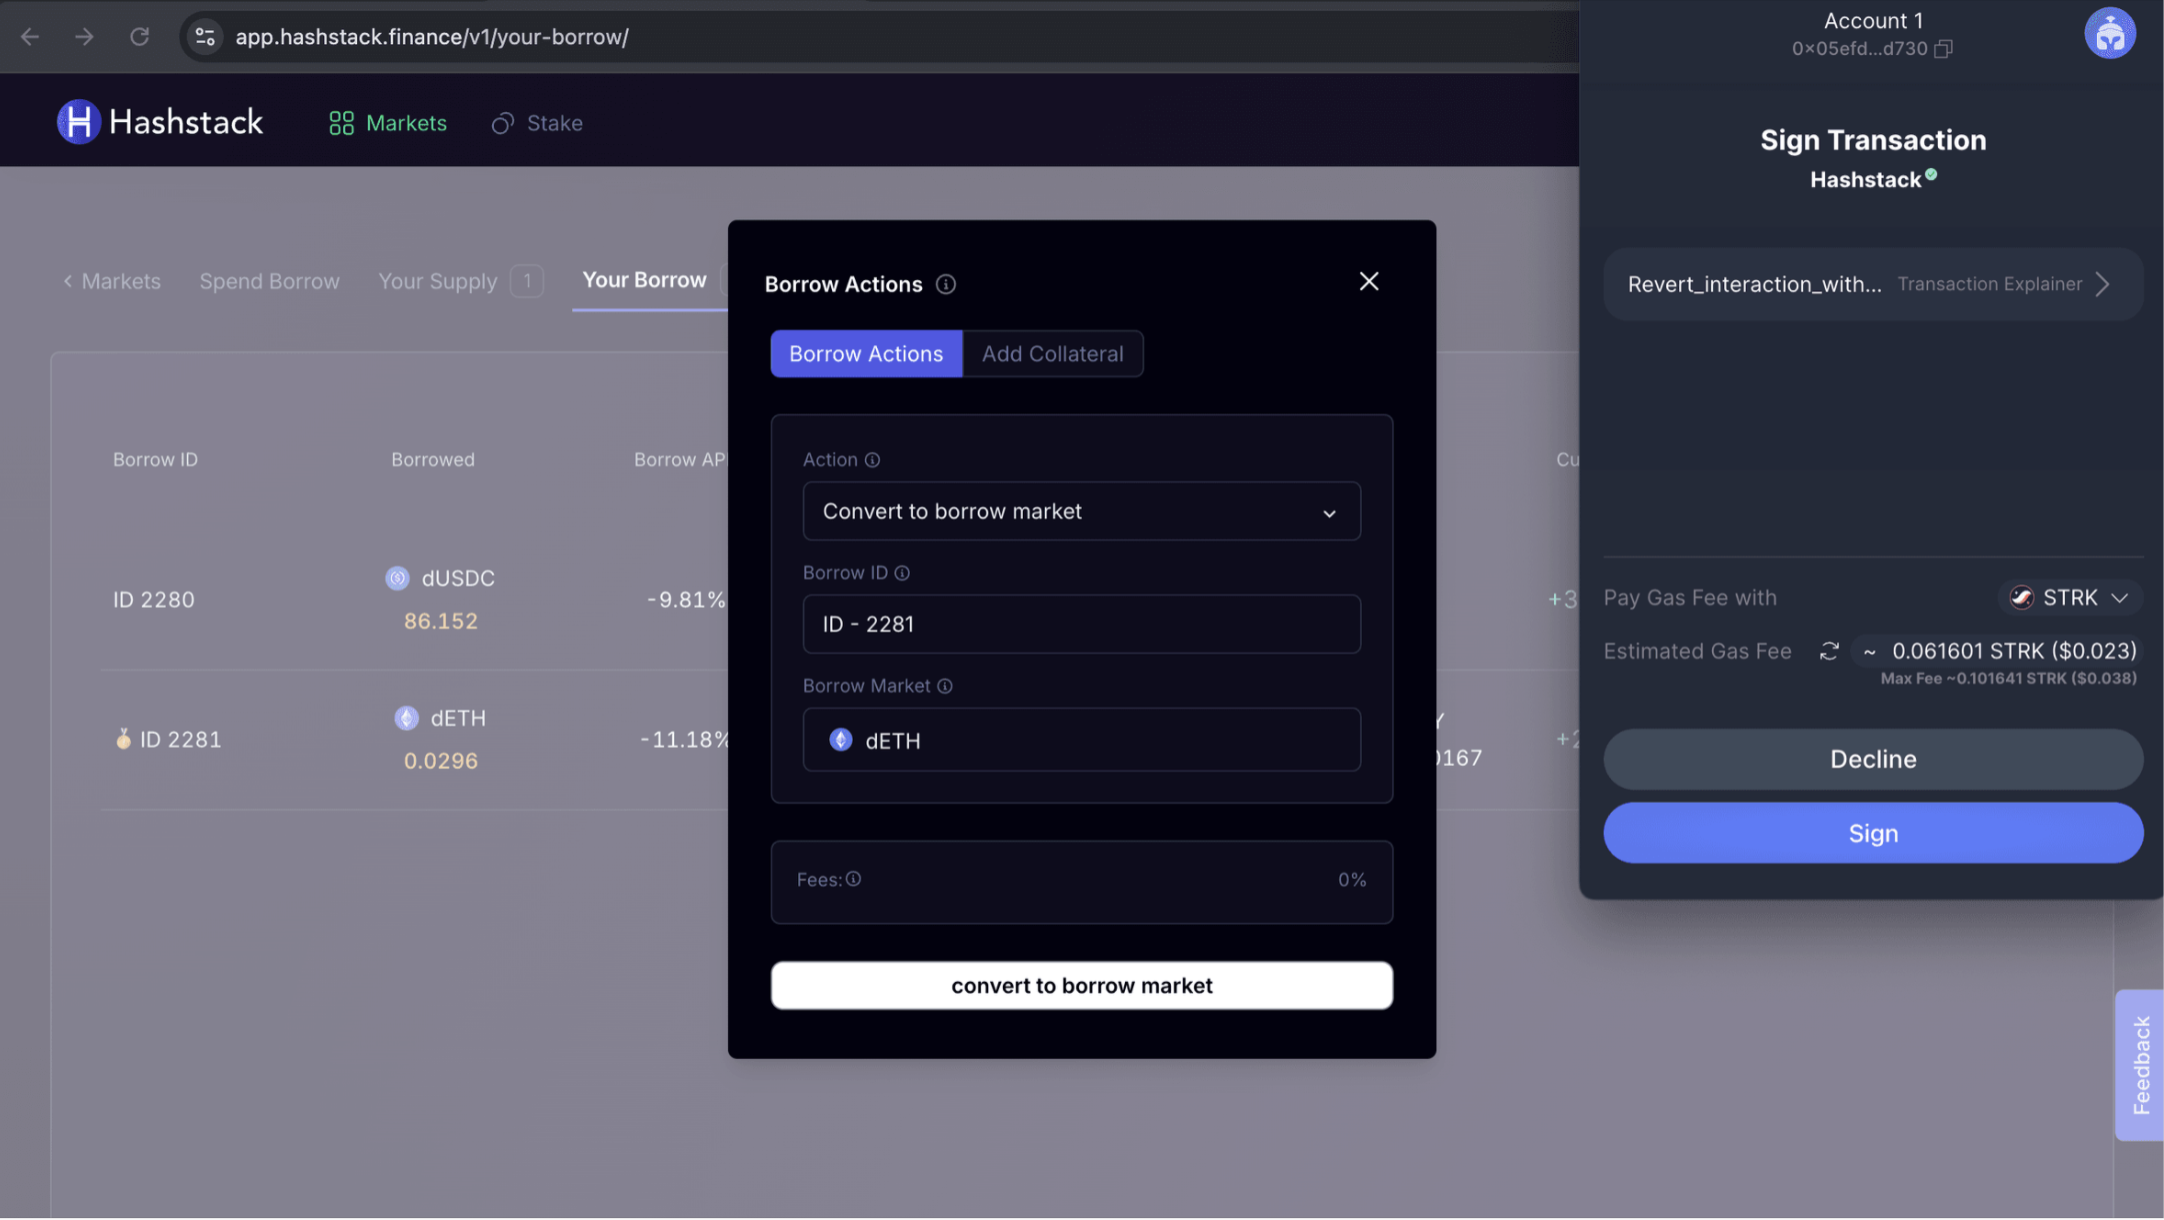 app.hashstack.finance/v1/your-borrow/
Hashstack
Markets
Stake
Markets
Spend Borrow
Your Supply
1
Your Borrow
Borrow ID
Borrowed
Borrow
Cu
ID 2280
dUSDC
86.152
-9.81%
+3
ID 2281
dETH
0.0296
-11.18%
0167
+2
Borrow Actions
Borrow Actions
Add Collateral
Action
Convert to borrow market
Borrow ID
ID - 2281
Borrow Market
dETH
Fees:
0%
convert to borrow market
Account 1
0x05efd...d730
Sign Transaction
Hashstack
Revert_interaction_with...
Transaction Explainer
Pay Gas Fee with
STRK
Estimated Gas Fee
~ 0.061601 STRK ($0.023)
Max Fee ~0.101641 STRK ($0.038)
Decline
Sign
Feedback